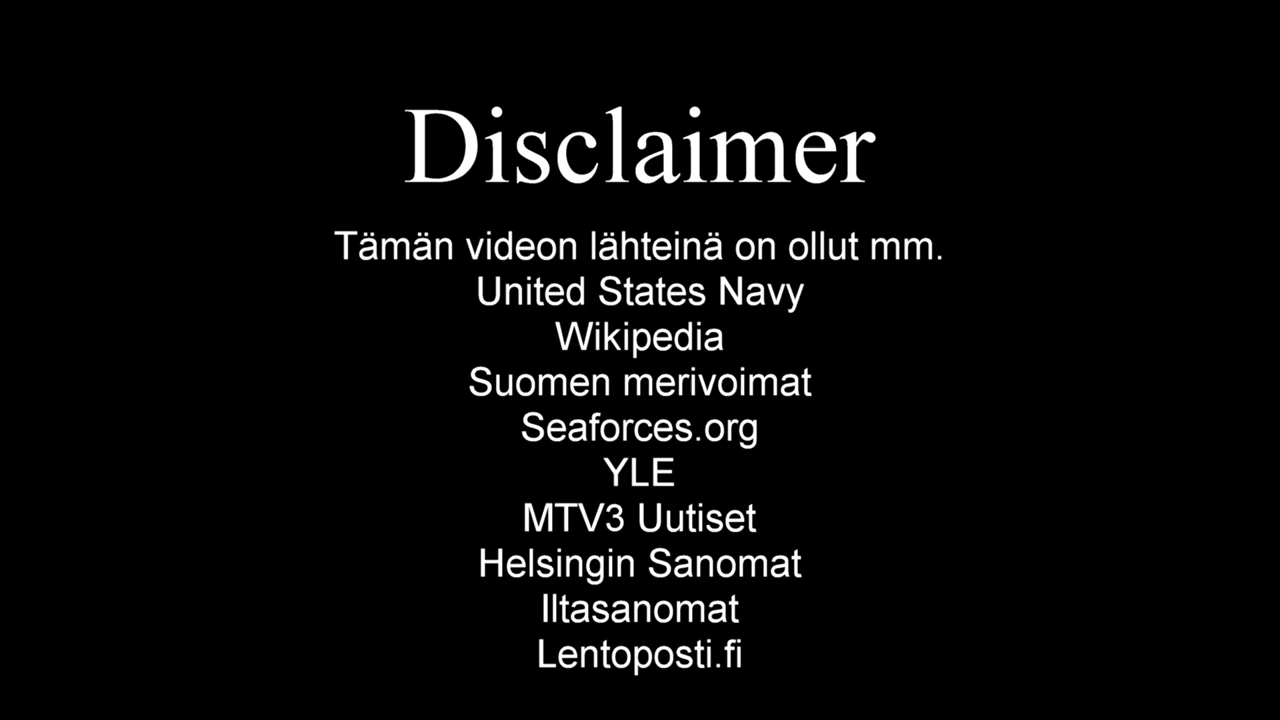 Disclaimer
Tämän videon lähteinä on ollut mm.
United States Navy
Wikipedia
Suomen merivoimat
Seaforces.org
YLE
MTV3 Uutiset
Helsingin Sanomat
Iltasanomat
Lentoposti.fi